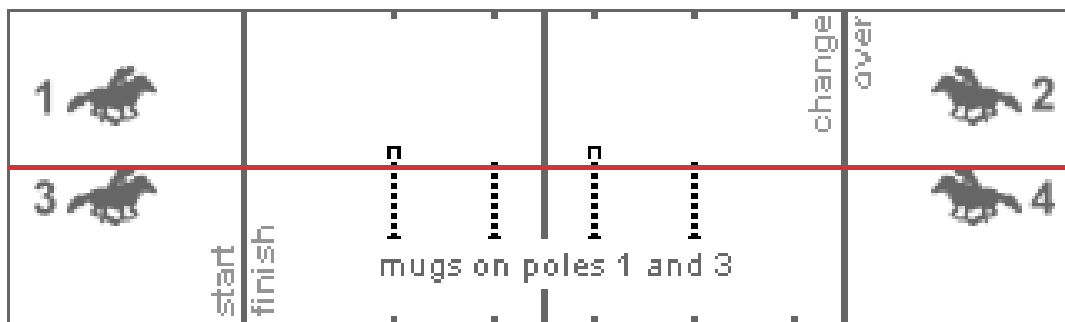 1
change
over
2
3
4
start
finish
mugs on poles 1 and 3